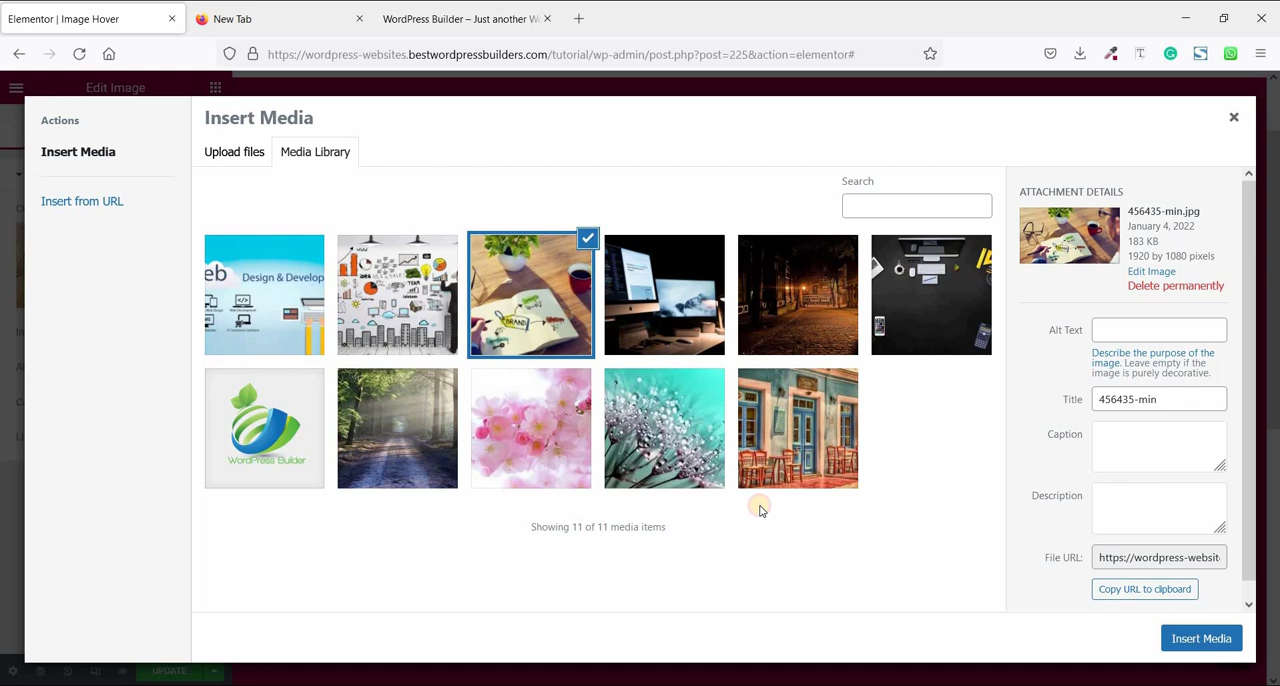 Elementor | Image Hover
New Tab
WordPress Builder – Just another W
https://wordpress-websites.bestwordpressbuilders.com/tutorial/wp-admin/post.php?post=225&action=elementor#
Edit Image
Actions
Insert Media
Insert from URL
Insert Media
Upload files
Media Library
Search
eb Design & Develop
TEAM
BRAND
WordPress Builder
Showing 11 of 11 media items
ATTACHMENT DETAILS
456435-min.jpg
January 4, 2022
183 KB
1920 by 1080 pixels
Edit Image
Delete permanently
Alt Text
Describe the purpose of the
image. Leave empty if the
image is purely decorative.
Title
456435-min
Caption
Description
File URL:
https://wordpress-websit
Copy URL to clipboard
Insert Media
UPDATE